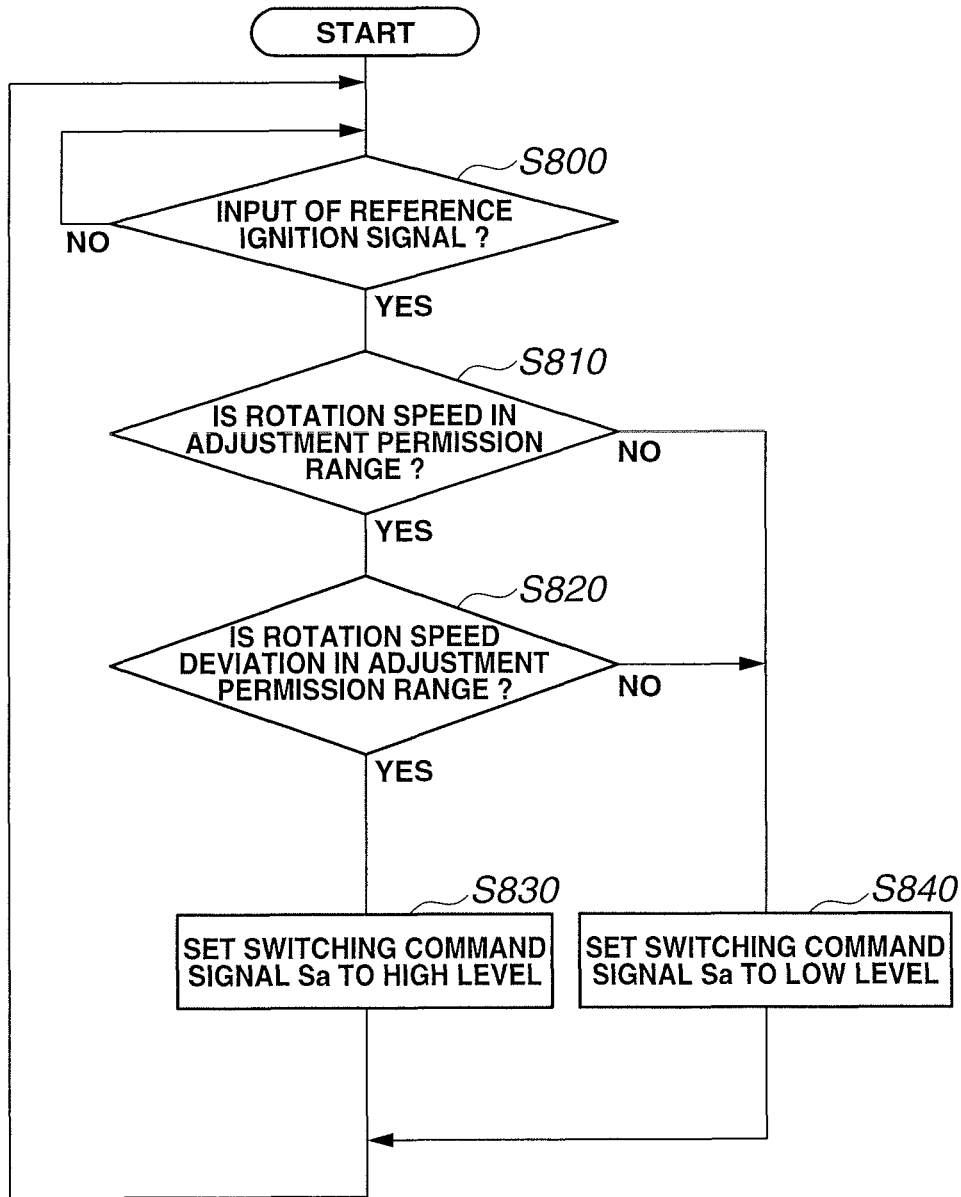 START
S800
INPUT OF REFERENCE
IGNITION SIGNAL ?
NO
YES
S810
IS ROTATION SPEED IN
ADJUSTMENT PERMISSION
RANGE ?
NO
YES
S820
IS ROTATION SPEED
DEVIATION IN ADJUSTMENT
PERMISSION RANGE ?
NO
YES
S830
SET SWITCHING COMMAND
SIGNAL Sa TO HIGH LEVEL
S840
SET SWITCHING COMMAND
SIGNAL Sa TO LOW LEVEL